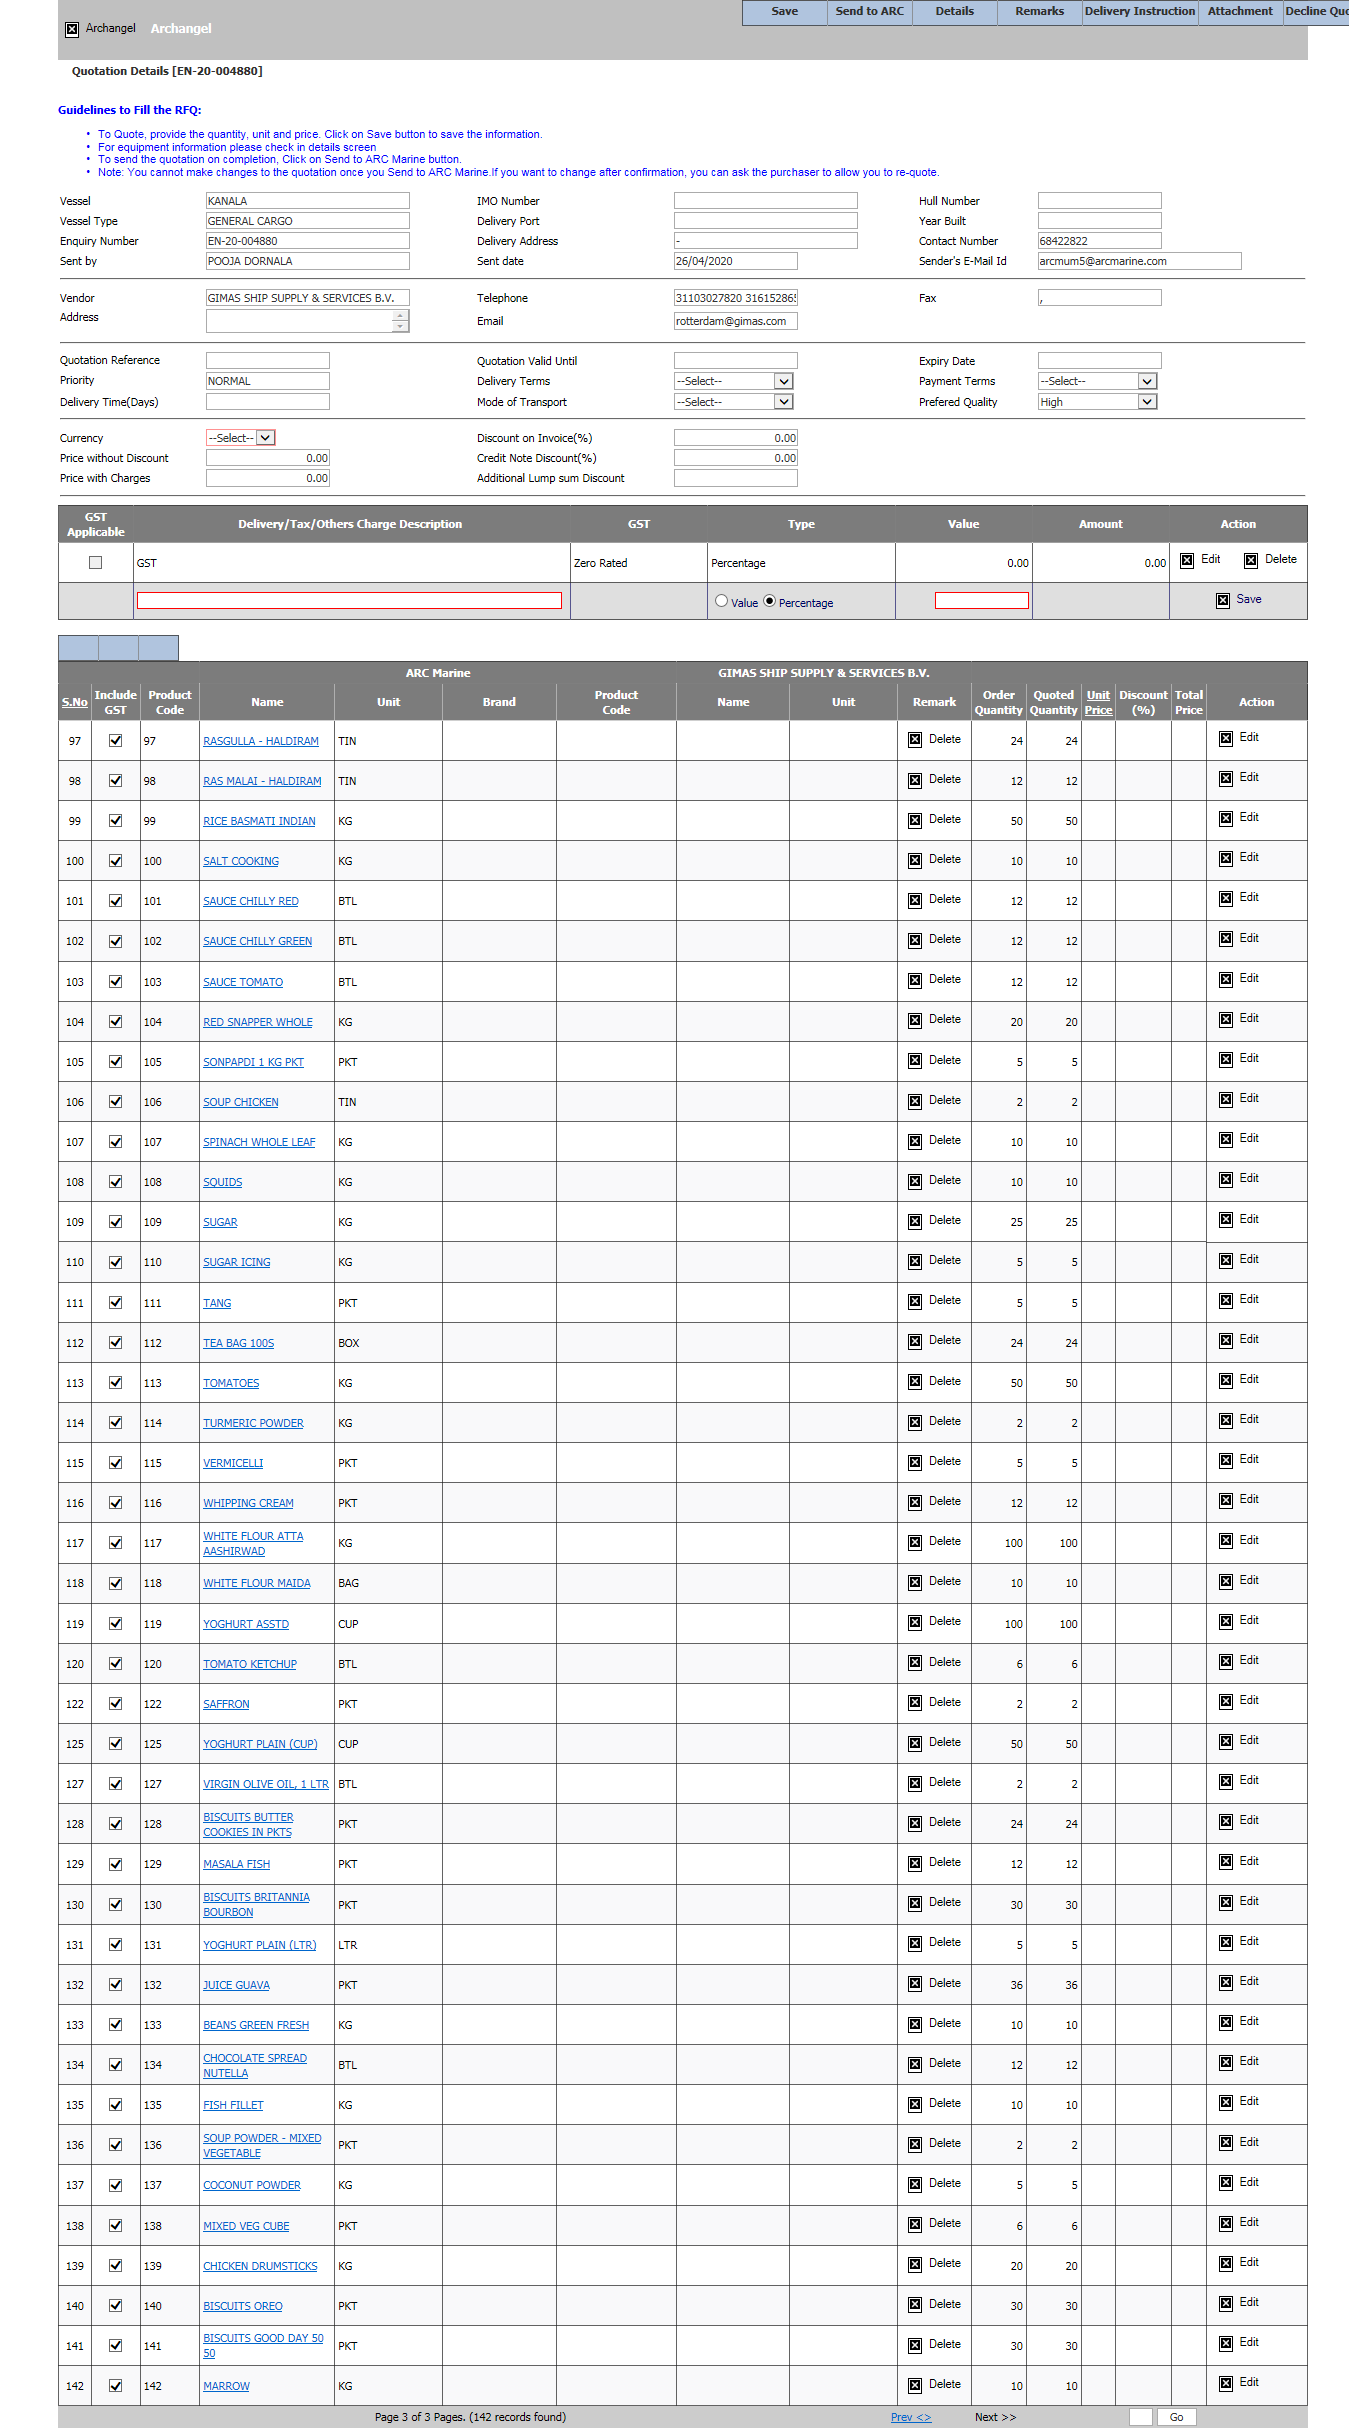 Save Send to ARC Details Remarks Delivery Instruction Attachment Decline Quo
Archangel Archangel
Quotation Details [EN-20-004880]
Guidelines to Fill the RFQ:
• To Quote, provide the quantity, unit and price. Click on Save button to save the information.
• For equipment information please check in details screen
• To send the quotation on completion, Click on Send to ARC Marine button.
• Note: You cannot make changes to the quotation once you Send to ARC Marine.If you want to change after confirmation, you can ask the purchaser to allow you to re-quote.
Vessel KANALA IMO Number Hull Number
Vessel Type GENERAL CARGO Delivery Port Year Built
Enquiry Number EN-20-004880 Delivery Address - Contact Number 68422822
Sent by POOJA DORNALA Sent date 26/04/2020 Sender's E-Mail Id arcmum5@arcmarine.com
Vendor GIMAS SHIP SUPPLY & SERVICES B.V. Telephone 31103027820 316152865 Fax ,
Address Email rotterdam@gimas.com
Quotation Reference Quotation Valid Until Expiry Date
Priority NORMAL Delivery Terms --Select-- Payment Terms --Select--
Delivery Time(Days) Mode of Transport --Select-- Prefered Quality High
Currency --Select-- Discount on Invoice(%) 0.00
Price without Discount 0.00 Credit Note Discount(%) 0.00
Price with Charges 0.00 Additional Lump sum Discount
GST Applicable Delivery/Tax/Others Charge Description GST Type Value Amount Action
GST Zero Rated Percentage 0.00 0.00 Edit Delete
Value Percentage Save
ARC Marine GIMAS SHIP SUPPLY & SERVICES B.V.
S.No Include GST Product Code Name Unit Brand Product Code Name Unit Remark Order Quantity Quoted Quantity Unit Price Discount (%) Total Price Action
97 97 RASGULLA - HALDIRAM TIN Delete 24 24 Edit
98 98 RAS MALAI - HALDIRAM TIN Delete 12 12 Edit
99 99 RICE BASMATI INDIAN KG Delete 50 50 Edit
100 100 SALT COOKING KG Delete 10 10 Edit
101 101 SAUCE CHILLY RED BTL Delete 12 12 Edit
102 102 SAUCE CHILLY GREEN BTL Delete 12 12 Edit
103 103 SAUCE TOMATO BTL Delete 12 12 Edit
104 104 RED SNAPPER WHOLE KG Delete 20 20 Edit
105 105 SONPAPDI 1 KG PKT PKT Delete 5 5 Edit
106 106 SOUP CHICKEN TIN Delete 2 2 Edit
107 107 SPINACH WHOLE LEAF KG Delete 10 10 Edit
108 108 SQUIDS KG Delete 10 10 Edit
109 109 SUGAR KG Delete 25 25 Edit
110 110 SUGAR ICING KG Delete 5 5 Edit
111 111 TANG PKT Delete 5 5 Edit
112 112 TEA BAG 100S BOX Delete 24 24 Edit
113 113 TOMATOES KG Delete 50 50 Edit
114 114 TURMERIC POWDER KG Delete 2 2 Edit
115 115 VERMICELLI PKT Delete 5 5 Edit
116 116 WHIPPING CREAM PKT Delete 12 12 Edit
117 117 WHITE FLOUR ATTA AASHIRWAD KG Delete 100 100 Edit
118 118 WHITE FLOUR MAIDA BAG Delete 10 10 Edit
119 119 YOGHURT ASSTD CUP Delete 100 100 Edit
120 120 TOMATO KETCHUP BTL Delete 6 6 Edit
122 122 SAFFRON PKT Delete 2 2 Edit
125 125 YOGHURT PLAIN (CUP) CUP Delete 50 50 Edit
127 127 VIRGIN OLIVE OIL, 1 LTR BTL Delete 2 2 Edit
128 128 BISCUITS BUTTER COOKIES IN PKTS PKT Delete 24 24 Edit
129 129 MASALA FISH PKT Delete 12 12 Edit
130 130 BISCUITS BRITANNIA BOURBON PKT Delete 30 30 Edit
131 131 YOGHURT PLAIN (LTR) LTR Delete 5 5 Edit
132 132 JUICE GUAVA PKT Delete 36 36 Edit
133 133 BEANS GREEN FRESH KG Delete 10 10 Edit
134 134 CHOCOLATE SPREAD NUTELLA BTL Delete 12 12 Edit
135 135 FISH FILLET KG Delete 10 10 Edit
136 136 SOUP POWDER - MIXED VEGETABLE PKT Delete 2 2 Edit
137 137 COCONUT POWDER KG Delete 5 5 Edit
138 138 MIXED VEG CUBE PKT Delete 6 6 Edit
139 139 CHICKEN DRUMSTICKS KG Delete 20 20 Edit
140 140 BISCUITS OREO PKT Delete 30 30 Edit
141 141 BISCUITS GOOD DAY 50 50 PKT Delete 30 30 Edit
142 142 MARROW KG Delete 10 10 Edit
Page 3 of 3 Pages. (142 records found) Prev <> Next >> Go